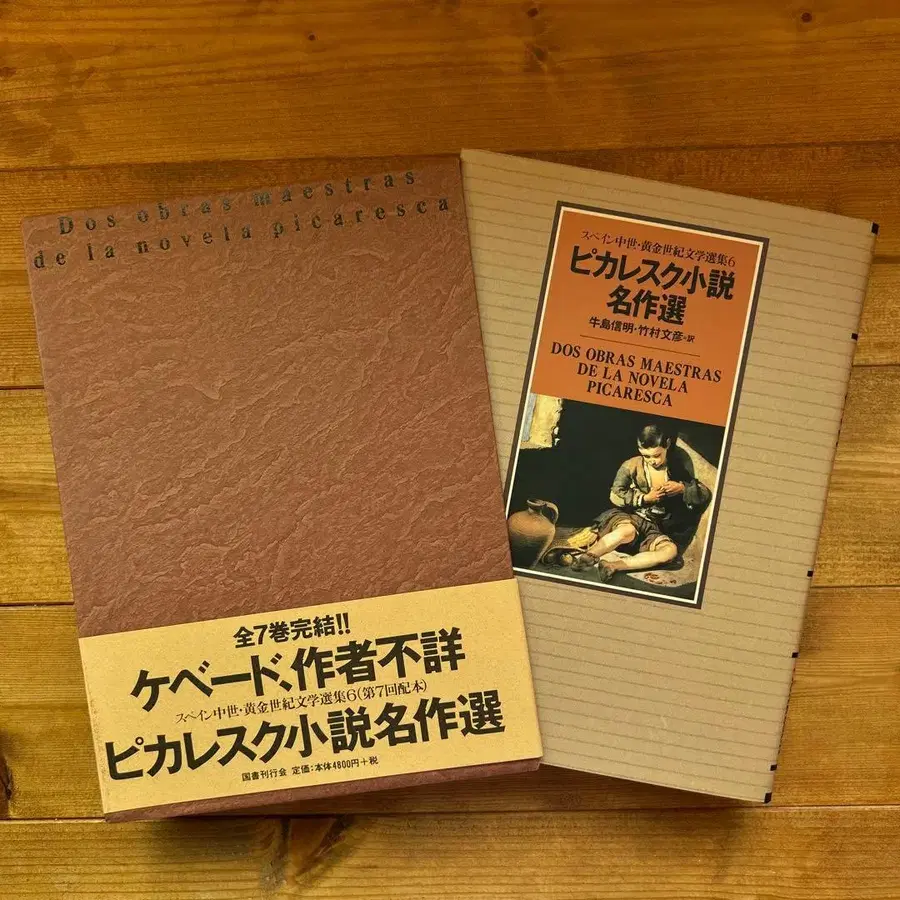 Dos obras maestras
de la novela picaresca
全7巻完結!!
ケベード、作者不詳
スペイン中世・黄金世紀文学選集6(第7回配本)
ピカレスク小説名作選
国書刊行会 定価:本体4800円+税
スペイン中世・黄金世紀文学選集6
ピカレスク小説
名作選
牛島信明・竹村文彦・訳
DOS OBRAS MAESTRAS
DE LA NOVELA
PICARESCA